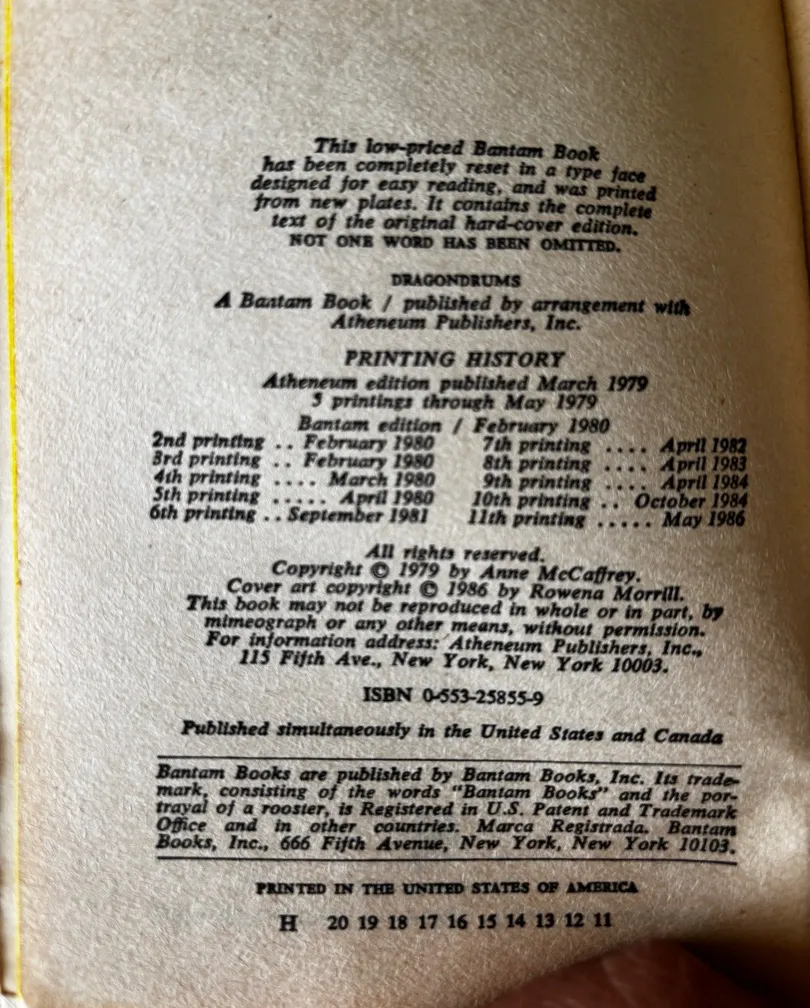 This low-priced Bantam Book
has been completely reset in a type face
designed for easy reading, and was printed
from new plates. It contains the complete
text of the original hard-cover edition.
NOT ONE WORD HAS BEEN OMITTED.
DRAGONDRUMS
A Bantam Book / published by arrangement with
Atheneum Publishers, Inc.
PRINTING HISTORY
Atheneum edition published March 1979
5 printings through May 1979
Bantam edition / February 1980
2nd printing .. February 1980 7th printing .... April 1982
3rd printing .. February 1980 8th printing .... April 1983
4th printing .... March 1980 9th printing .... April 1984
5th printing ..... April 1980 10th printing .. October 1984
6th printing .. September 1981 11th printing ..... May 1986
All rights reserved.
Copyright © 1979 by Anne McCaffrey.
Cover art copyright © 1986 by Rowena Morrill.
This book may not be reproduced in whole or in part, by
mimeograph or any other means, without permission.
For information address: Atheneum Publishers, Inc.,
115 Fifth Ave., New York, New York 10003.
ISBN 0-553-25855-9
Published simultaneously in the United States and Canada
Bantam Books are published by Bantam Books, Inc. Its trade-
mark, consisting of the words "Bantam Books" and the por-
trayal of a rooster, is Registered in U.S. Patent and Trademark
Office and in other countries. Marca Registrada. Bantam
Books, Inc., 666 Fifth Avenue, New York, New York 10103.
PRINTED IN THE UNITED STATES OF AMERICA
H 20 19 18 17 16 15 14 13 12 11